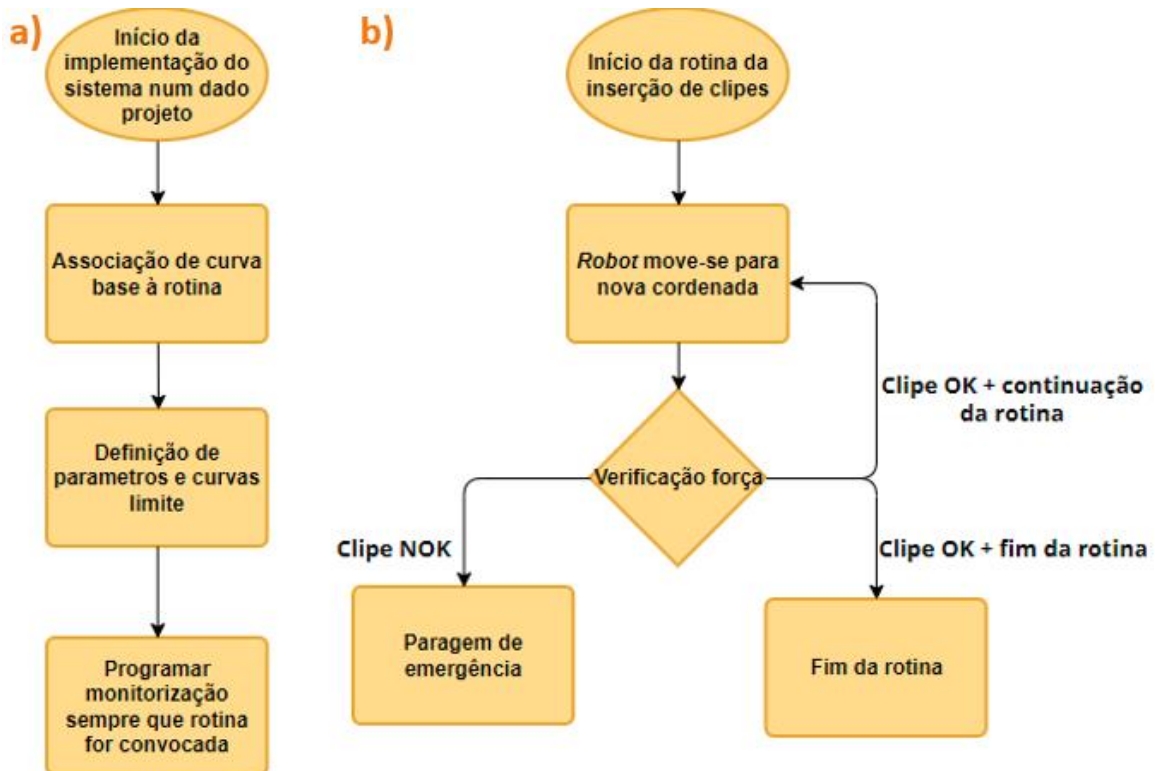 a)
Início da
implementação do
sistema num dado
projeto
Associação de curva
base à rotina
Definição de
parametros e curvas
limite
Programar
monitorização
sempre que rotina
for convocada
b)
Início da rotina da
inserção de clipes
Robot move-se para
nova cordenada
Verificação força
Clipe OK + continuação
da rotina
Clipe NOK
Clipe OK + fim da rotina
Paragem de
emergência
Fim da rotina